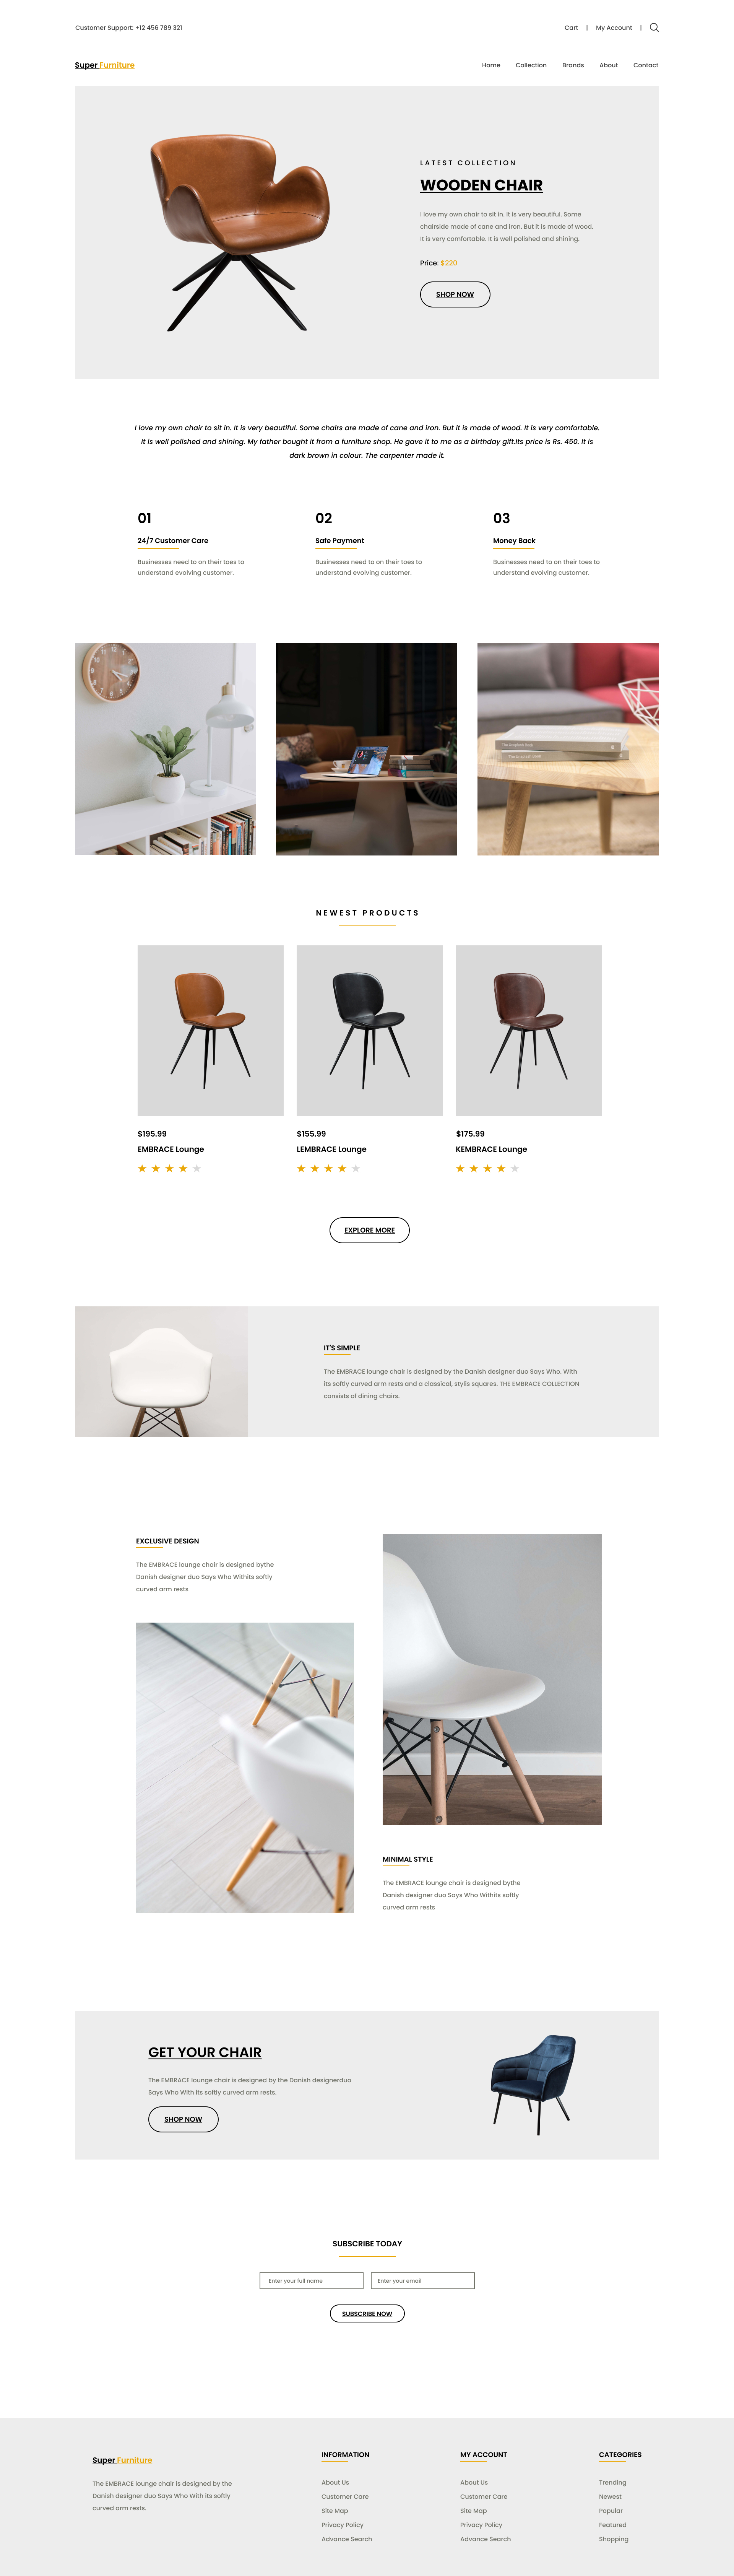 Customer Support: +12 456 789 321
Cart | My Account |
Super Furniture
Home Collection Brands About Contact
LATEST COLLECTION
WOODEN CHAIR
I love my own chair to sit in. It is very beautiful. Some
chairside made of cane and iron. But it is made of wood.
It is very comfortable. It is well polished and shining.
Price: $220
SHOP NOW
I love my own chair to sit in. It is very beautiful. Some chairs are made of cane and iron. But it is made of wood. It is very comfortable.
It is well polished and shining. My father bought it from a furniture shop. He gave it to me as a birthday gift.Its price is Rs. 450. It is
dark brown in colour. The carpenter made it.
01
24/7 Customer Care
Businesses need to on their toes to
understand evolving customer.
02
Safe Payment
Businesses need to on their toes to
understand evolving customer.
03
Money Back
Businesses need to on their toes to
understand evolving customer.
NEWEST PRODUCTS
$195.99
EMBRACE Lounge
$155.99
LEMBRACE Lounge
$175.99
KEMBRACE Lounge
EXPLORE MORE
IT'S SIMPLE
The EMBRACE lounge chair is designed by the Danish designer duo Says Who. With
its softly curved arm rests and a classical, stylis squares. THE EMBRACE COLLECTION
consists of dining chairs.
EXCLUSIVE DESIGN
The EMBRACE lounge chair is designed bythe
Danish designer duo Says Who Withits softly
curved arm rests
MINIMAL STYLE
The EMBRACE lounge chair is designed bythe
Danish designer duo Says Who Withits softly
curved arm rests
GET YOUR CHAIR
The EMBRACE lounge chair is designed by the Danish designerduo
Says Who With its softly curved arm rests.
SHOP NOW
SUBSCRIBE TODAY
Enter your full name
Enter your email
SUBSCRIBE NOW
Super Furniture
The EMBRACE lounge chair is designed by the
Danish designer duo Says Who With its softly
curved arm rests.
INFORMATION
About Us
Customer Care
Site Map
Privacy Policy
Advance Search
MY ACCOUNT
About Us
Customer Care
Site Map
Privacy Policy
Advance Search
CATEGORIES
Trending
Newest
Popular
Featured
Shopping